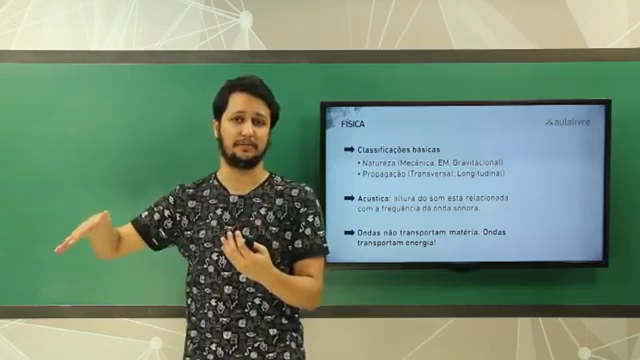 FÍSICA
aulalivre
Classificações básicas
• Natureza (Mecânica, EM, Gravitacional)
• Propagação (Transversal, Longitudinal)
Acústica: altura do som está relacionada
com a frequência da onda sonora.
Ondas não transportam matéria. Ondas
transportam energia!